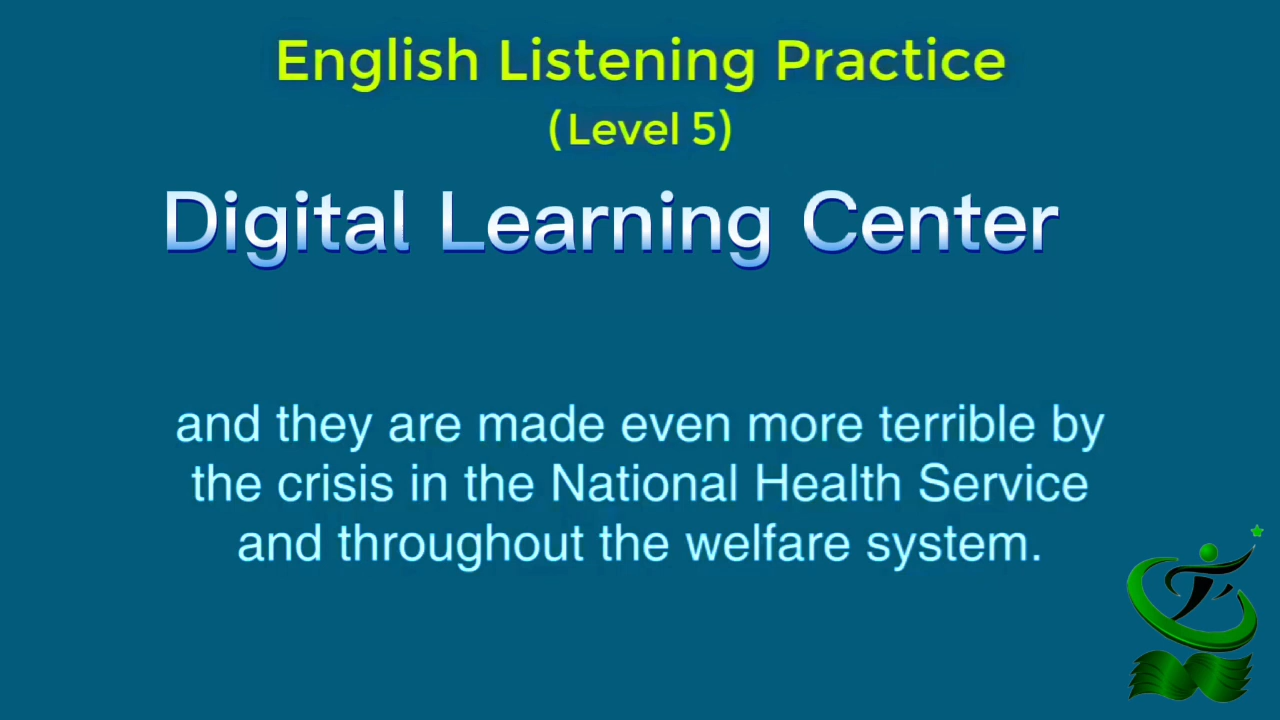 English Listening Practice
(Level 5)
Digital Learning Center
and they are made even more terrible by
the crisis in the National Health Service
and throughout the welfare system.